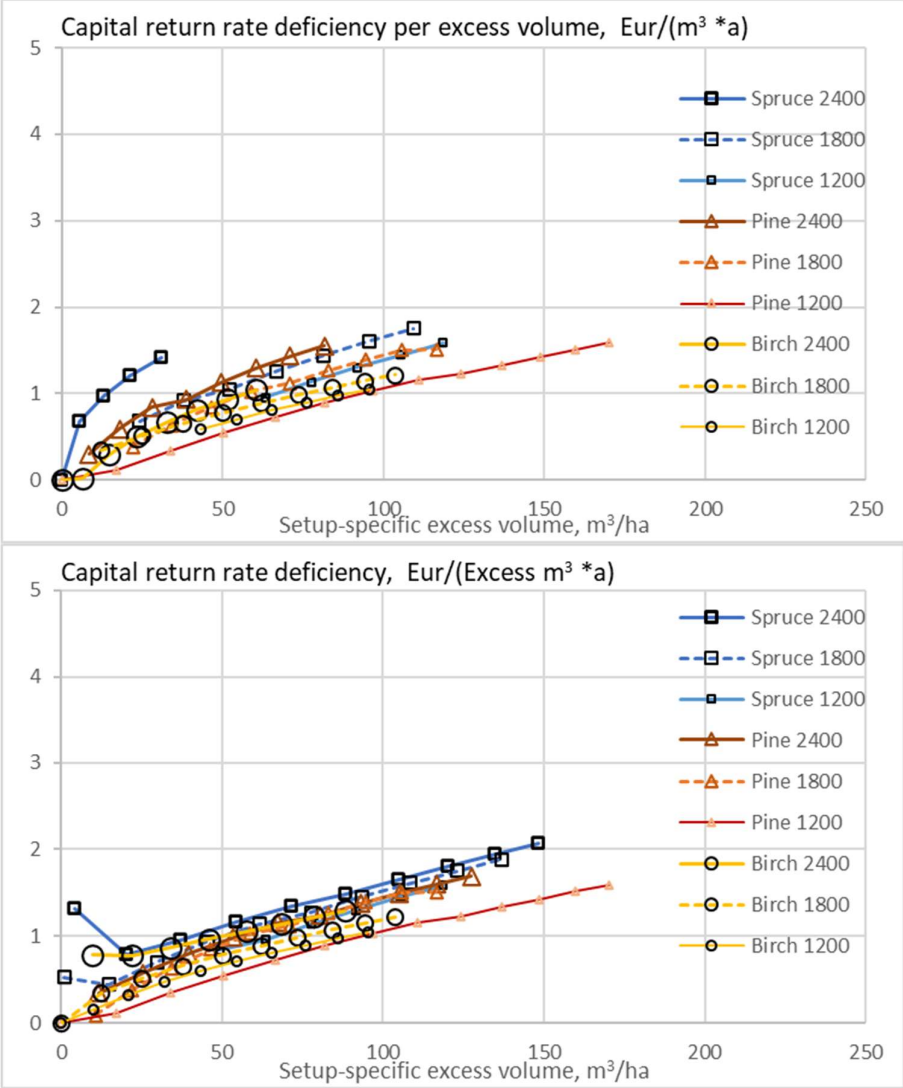 Capital return rate deficiency per excess volume, Eur/(m³ *a)
5
4
3
2
1
0
Spruce 2400
Spruce 1800
Spruce 1200
Pine 2400
Pine 1800
Pine 1200
Birch 2400
Birch 1800
Birch 1200
0 50 100 150 200 250
Setup-specific excess volume, m³/ha
Capital return rate deficiency, Eur/(Excess m³ *a)
5
4
3
2
1
0
Spruce 2400
Spruce 1800
Spruce 1200
Pine 2400
Pine 1800
Pine 1200
Birch 2400
Birch 1800
Birch 1200
0 50 100 150 200 250
Setup-specific excess volume, m³/ha